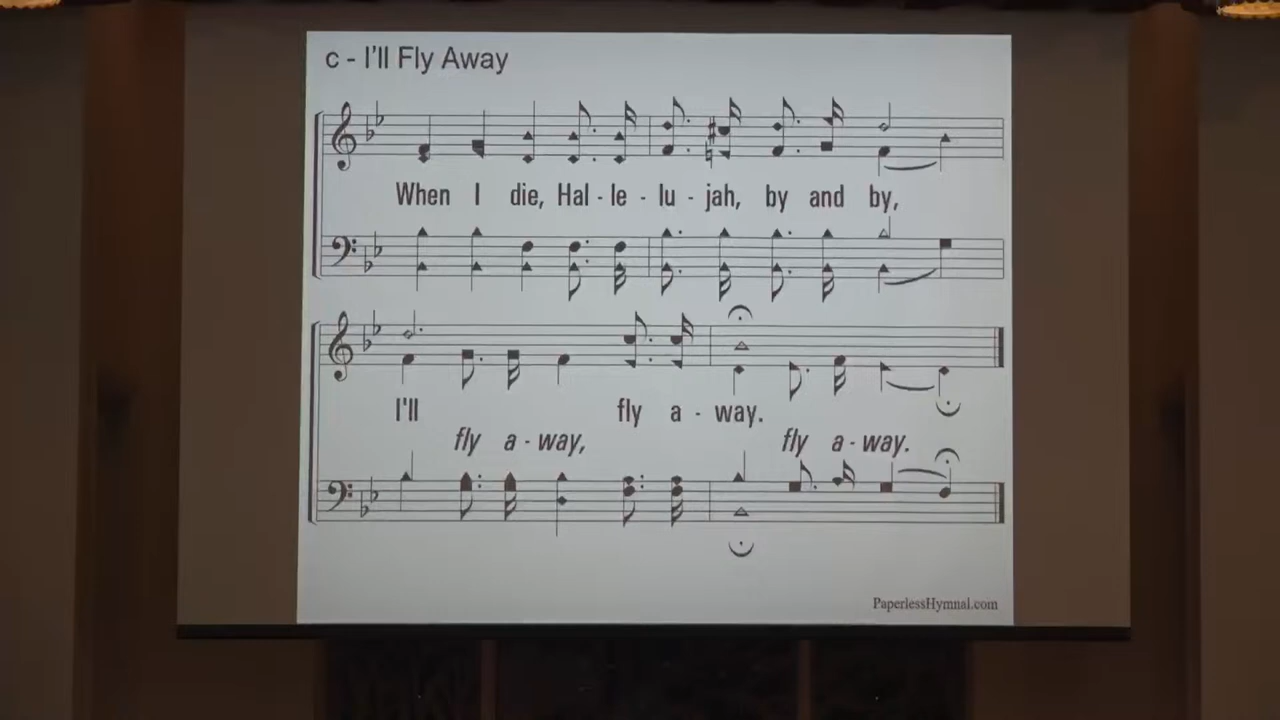 c - I'll Fly Away
When I die, Hal - le - lu - jah, by and by,
I'll fly a - way.
fly a - way, fly a - way.
PaperlessHymnal.com